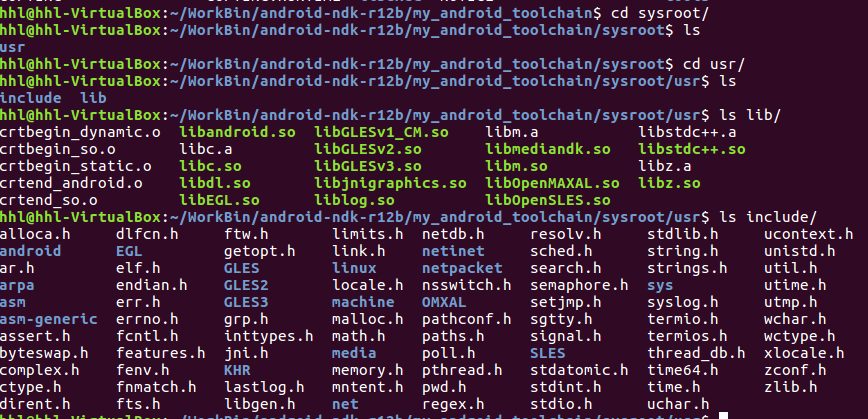 hhl@hhl-VirtualBox:~/WorkBin/android-ndk-r12b/my_android_toolchain$ cd sysroot/
hhl@hhl-VirtualBox:~/WorkBin/android-ndk-r12b/my_android_toolchain/sysroot$ ls
usr
hhl@hhl-VirtualBox:~/WorkBin/android-ndk-r12b/my_android_toolchain/sysroot$ cd usr/
hhl@hhl-VirtualBox:~/WorkBin/android-ndk-r12b/my_android_toolchain/sysroot/usr$ ls
include lib
hhl@hhl-VirtualBox:~/WorkBin/android-ndk-r12b/my_android_toolchain/sysroot/usr$ ls lib/
crtbegin_dynamic.o libandroid.so libGLESv1_CM.so libm.a libstdc++.a
crtbegin_so.o libc.a libGLESv2.so libmediandk.so libstdc++.so
crtbegin_static.o libc.so libGLESv3.so libm.so libz.a
crtend_android.o libdl.so libjnigraphics.so libOpenMAXAL.so libz.so
crtend_so.o libEGL.so liblog.so libOpenSLES.so
hhl@hhl-VirtualBox:~/WorkBin/android-ndk-r12b/my_android_toolchain/sysroot/usr$ ls include/
alloca.h dlfcn.h ftw.h limits.h netdb.h resolv.h stdlib.h ucontext.h
android EGL getopt.h link.h netinet sched.h string.h unistd.h
ar.h elf.h GLES linux netpacket search.h strings.h util.h
arpa endian.h GLES2 locale.h nsswitch.h semaphore.h sys utime.h
asm err.h GLES3 machine OMXAL setjmp.h syslog.h utmp.h
asm-generic errno.h grp.h malloc.h pathconf.h sgtty.h termio.h wchar.h
assert.h fcntl.h inttypes.h math.h paths.h signal.h termios.h wctype.h
byteswap.h features.h jni.h media poll.h SLES thread_db.h xlocale.h
complex.h fenv.h KHR memory.h pthread.h stdatomic.h time64.h zconf.h
ctype.h fnmatch.h lastlog.h mntent.h pwd.h stdint.h time.h zlib.h
dirent.h fts.h libgen.h net regex.h stdio.h uchar.h
hhl@hhl-VirtualBox:~/WorkBin/android-ndk-r12b/my_android_toolchain/sysroot/usr$